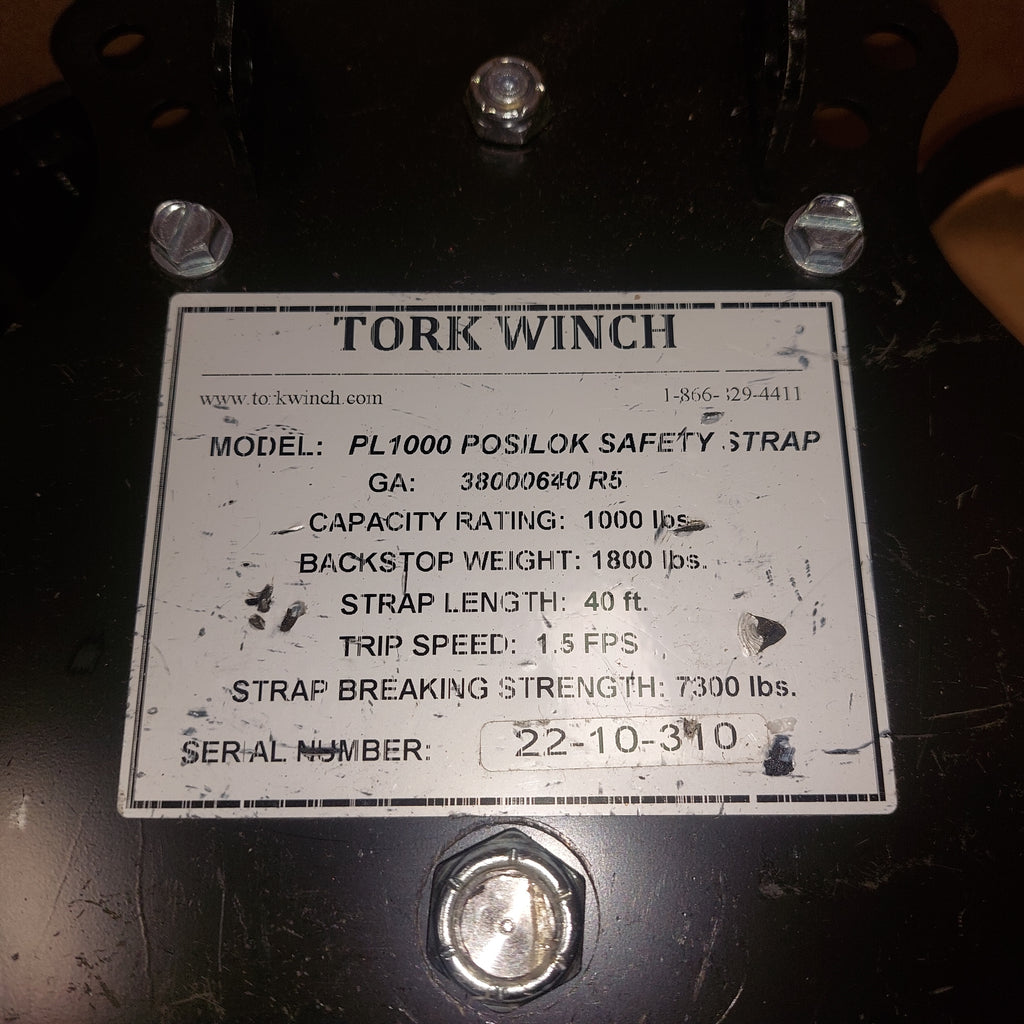 TORK WINCH
www.torkwinch.com 1-866- 29-4411
MODEL: PL1000 POSILOK SAFETY STRAP
GA: 38000640 R5
CAPACITY RATING: 1000 lbs.
BACKSTOP WEIGHT: 1800 lbs.
STRAP LENGTH: 40 ft.
TRIP SPEED: 1.5 FPS
STRAP BREAKING STRENGTH: 7300 lbs.
SERIAL NUMBER: 22-10-310